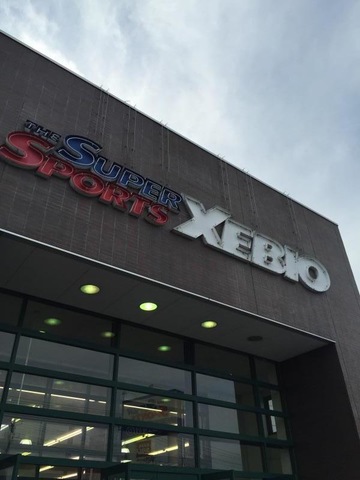 THE SUPER
SPORTS XEBIO